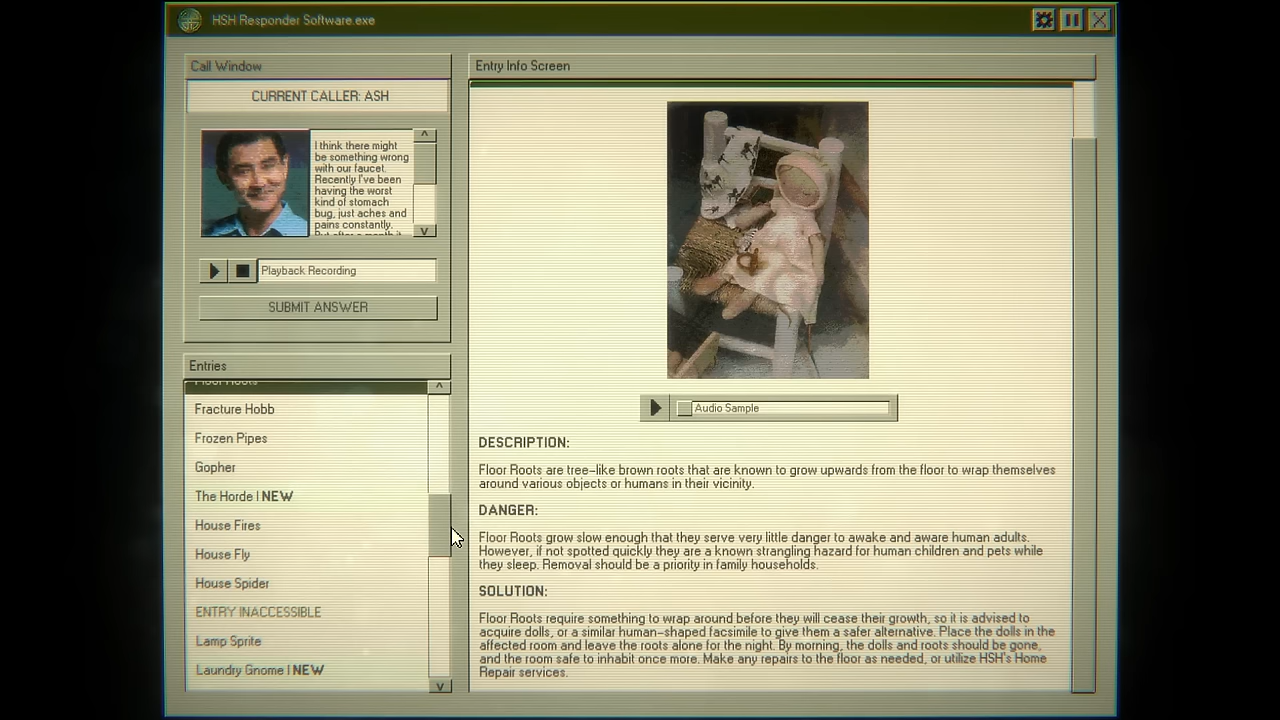 HSH Responder Software.exe
Call Window
CURRENT CALLER: ASH
I think there might
be something wrong
with our faucet.
Recently I've been
having the worst
kind of stomach
bug, just aches and
pains constantly.
But after a month it
Playback Recording
SUBMIT ANSWER
Entries
Floor Roots
Fracture Hobb
Frozen Pipes
Gopher
The Horde | NEW
House Fires
House Fly
House Spider
ENTRY INACCESSIBLE
Lamp Sprite
Laundry Gnome | NEW
Entry Info Screen
Audio Sample
DESCRIPTION:
Floor Roots are tree-like brown roots that are known to grow upwards from the floor to wrap themselves
around various objects or humans in their vicinity.
DANGER:
Floor Roots grow slow enough that they serve very little danger to awake and aware human adults.
However, if not spotted quickly they are a known strangling hazard for human children and pets while
they sleep. Removal should be a priority in family households.
SOLUTION:
Floor Roots require something to wrap around before they will cease their growth, so it is advised to
acquire dolls, or a similar human-shaped facsimile to give them a safer alternative. Place the dolls in the
affected room and leave the roots alone for the night. By morning, the dolls and roots should be gone,
and the room safe to inhabit once more. Make any repairs to the floor as needed, or utilize HSH's Home
Repair services.